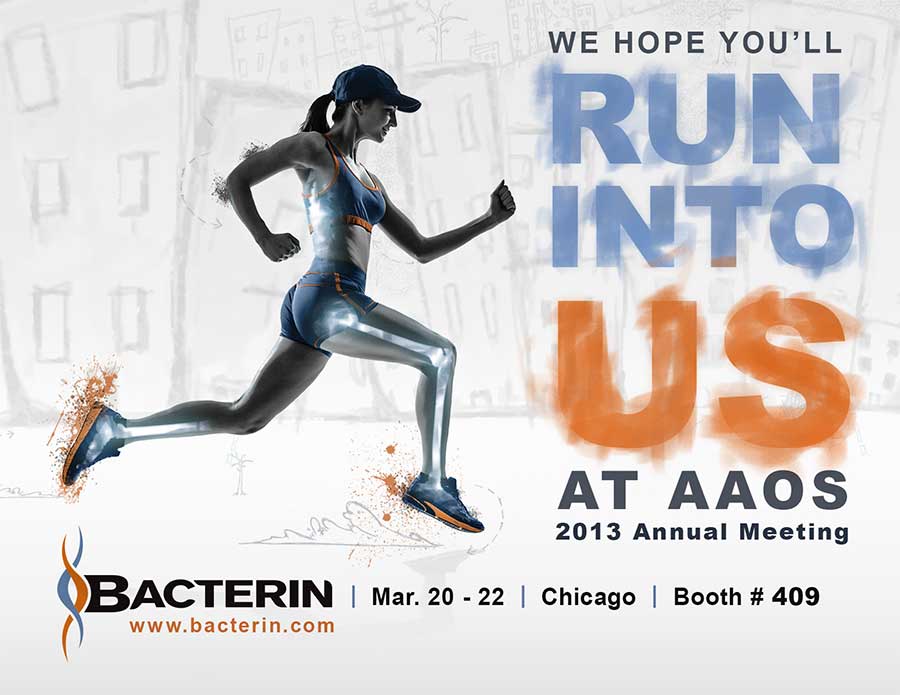 WE HOPE YOU'LL
RUN
INTO
US
AT AAOS
2013 Annual Meeting
BACTERIN | Mar. 20 - 22 | Chicago | Booth # 409
www.bacterin.com